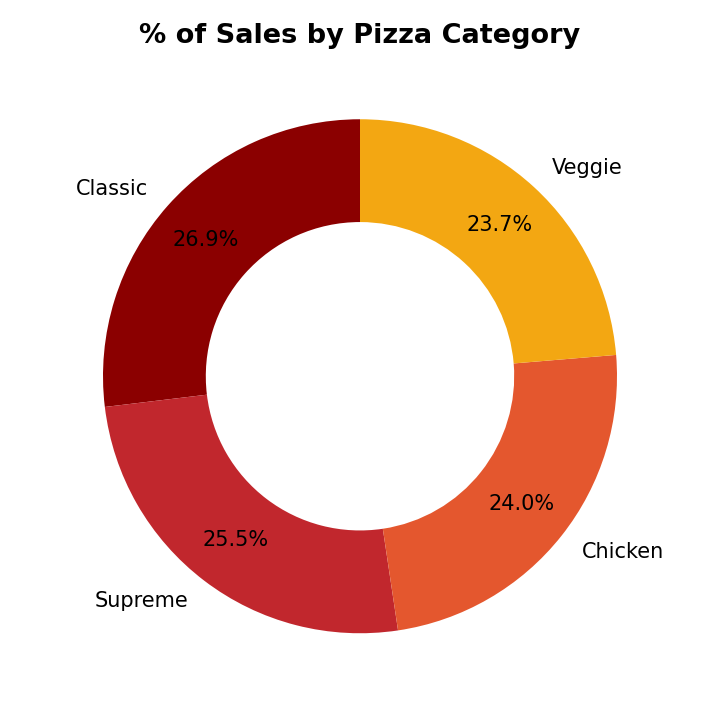 % of Sales by Pizza Category
Veggie
Classic
23.7%
26.9%
24.0%
25.5%
Chicken
Supreme